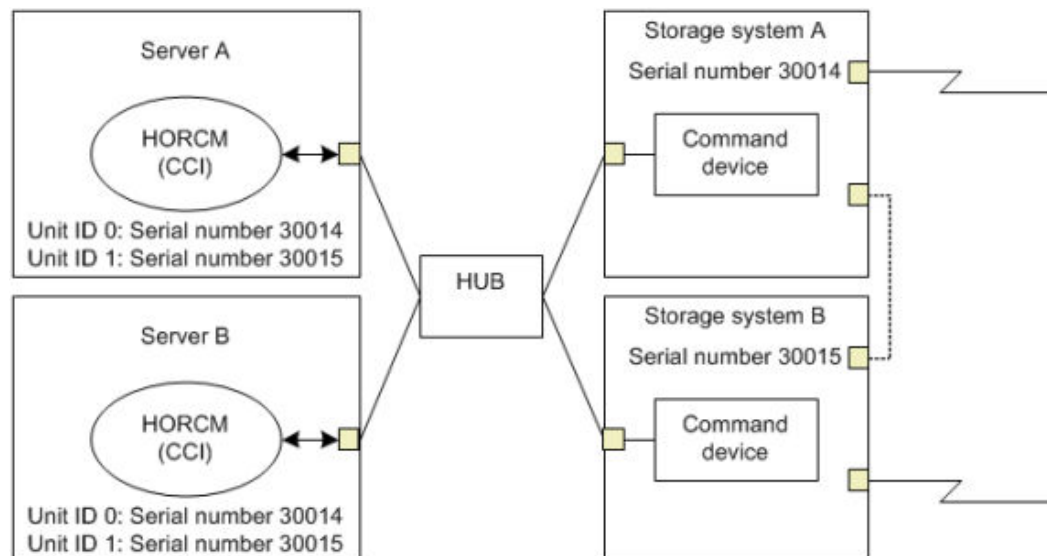 Server A
HORCM
(CCI)
Unit ID 0: Serial number 30014
Unit ID 1: Serial number 30015
Server B
HORCM
(CCI)
Unit ID 0: Serial number 30014
Unit ID 1: Serial number 30015
HUB
Storage system A
Serial number 30014
Command
device
Storage system B
Serial number 30015
Command
device